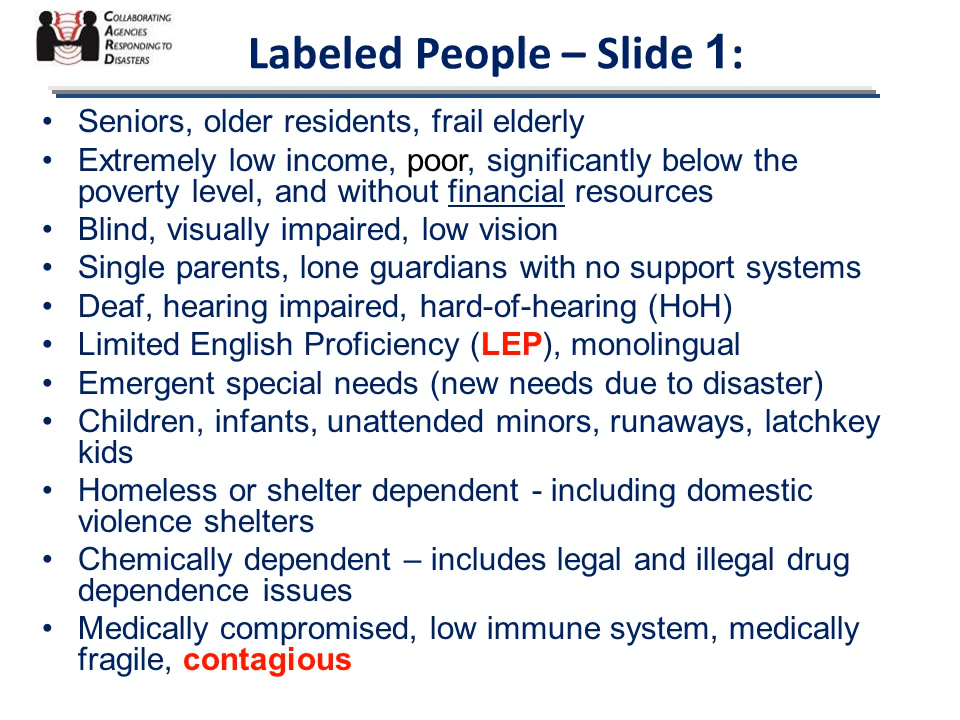 COLLABORATING
AGENCIES
RESPONDING TO
DISASTERS
Labeled People – Slide 1:
• Seniors, older residents, frail elderly
• Extremely low income, poor, significantly below the
poverty level, and without financial resources
• Blind, visually impaired, low vision
• Single parents, lone guardians with no support systems
• Deaf, hearing impaired, hard-of-hearing (HoH)
• Limited English Proficiency (LEP), monolingual
• Emergent special needs (new needs due to disaster)
• Children, infants, unattended minors, runaways, latchkey
kids
• Homeless or shelter dependent - including domestic
violence shelters
• Chemically dependent – includes legal and illegal drug
dependence issues
• Medically compromised, low immune system, medically
fragile, contagious